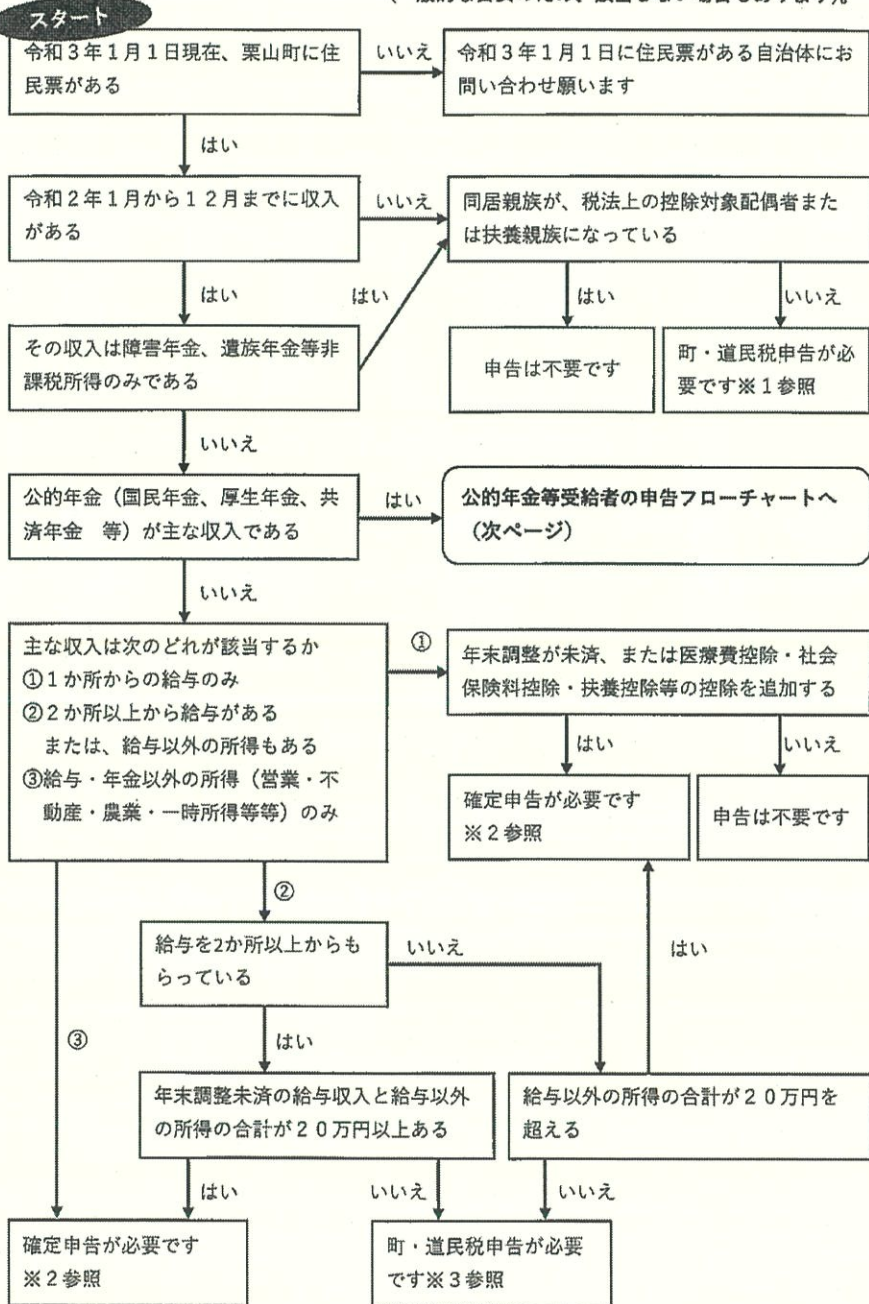 スタート
令和3年1月1日現在、栗山町に住
民票がある
いいえ
令和3年1月1日に住民票がある自治体にお
問い合わせ願います
はい
令和2年1月から12月までに収入
がある
いいえ
同居親族が、税法上の控除対象配偶者また
は扶養親族になっている
はい
はい
はい
いいえ
その収入は障害年金、遺族年金等非
課税所得のみである
申告は不要です
町・道民税申告が必
要です※1参照
いいえ
公的年金(国民年金、厚生年金、共
済年金 等)が主な収入である
はい
公的年金等受給者の申告フローチャートへ
(次ページ)
いいえ
主な収入は次のどれが該当するか
①1か所からの給与のみ
②2か所以上から給与がある
または、給与以外の所得もある
③給与・年金以外の所得(営業・不
動産・農業・一時所得等等)のみ
①
年末調整が未済、または医療費控除・社会
保険料控除・扶養控除等の控除を追加する
はい
いいえ
確定申告が必要です
※2参照
申告は不要です
②
給与を2か所以上からも
らっている
いいえ
はい
③
はい
年末調整未済の給与収入と給与以外
の所得の合計が20万円以上ある
給与以外の所得の合計が20万円を
超える
はい
いいえ
いいえ
確定申告が必要です
※2参照
町・道民税申告が必要
です※3参照